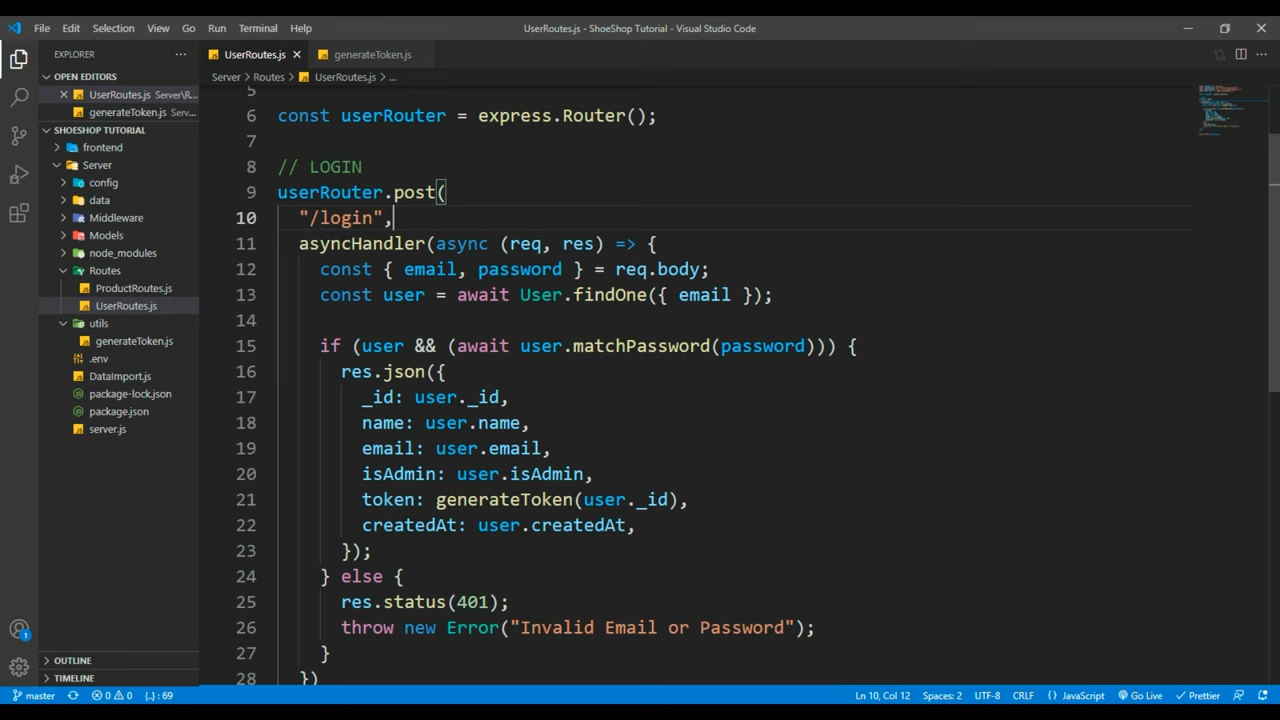 File Edit Selection View Go Run Terminal Help
UserRoutes.js - ShoeShop Tutorial - Visual Studio Code
EXPLORER
OPEN EDITORS
UserRoutes.js Server\R...
generateToken.js Serv...
SHOESHOP TUTORIAL
frontend
Server
config
data
Middleware
Models
node_modules
Routes
ProductRoutes.js
UserRoutes.js
utils
generateToken.js
.env
DataImport.js
package-lock.json
package.json
server.js
OUTLINE
TIMELINE
UserRoutes.js generateToken.js
Server > Routes > UserRoutes.js > ...
5
6 const userRouter = express.Router();
7
8 // LOGIN
9 userRouter.post(
10 "/login",
11 asyncHandler(async (req, res) => {
12 const { email, password } = req.body;
13 const user = await User.findOne({ email });
14
15 if (user && (await user.matchPassword(password))) {
16 res.json({
17 _id: user._id,
18 name: user.name,
19 email: user.email,
20 isAdmin: user.isAdmin,
21 token: generateToken(user._id),
22 createdAt: user.createdAt,
23 });
24 } else {
25 res.status(401);
26 throw new Error("Invalid Email or Password");
27 }
28 })
1
master 0 0 {..} : 69 Ln 10, Col 12 Spaces: 2 UTF-8 CRLF {} JavaScript Go Live Prettier